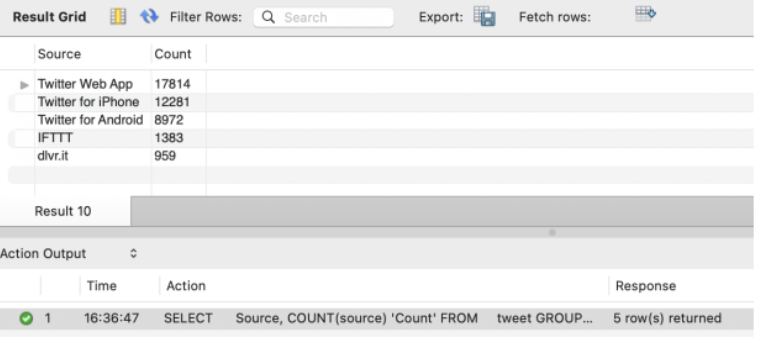 Result Grid Filter Rows: Search Export: Fetch rows:
Source Count
Twitter Web App 17814
Twitter for iPhone 12281
Twitter for Android 8972
IFTTT 1383
dlvr.it 959
Result 10
Action Output
Time Action Response
1 16:36:47 SELECT Source, COUNT(source) 'Count' FROM tweet GROUP... 5 row(s) returned